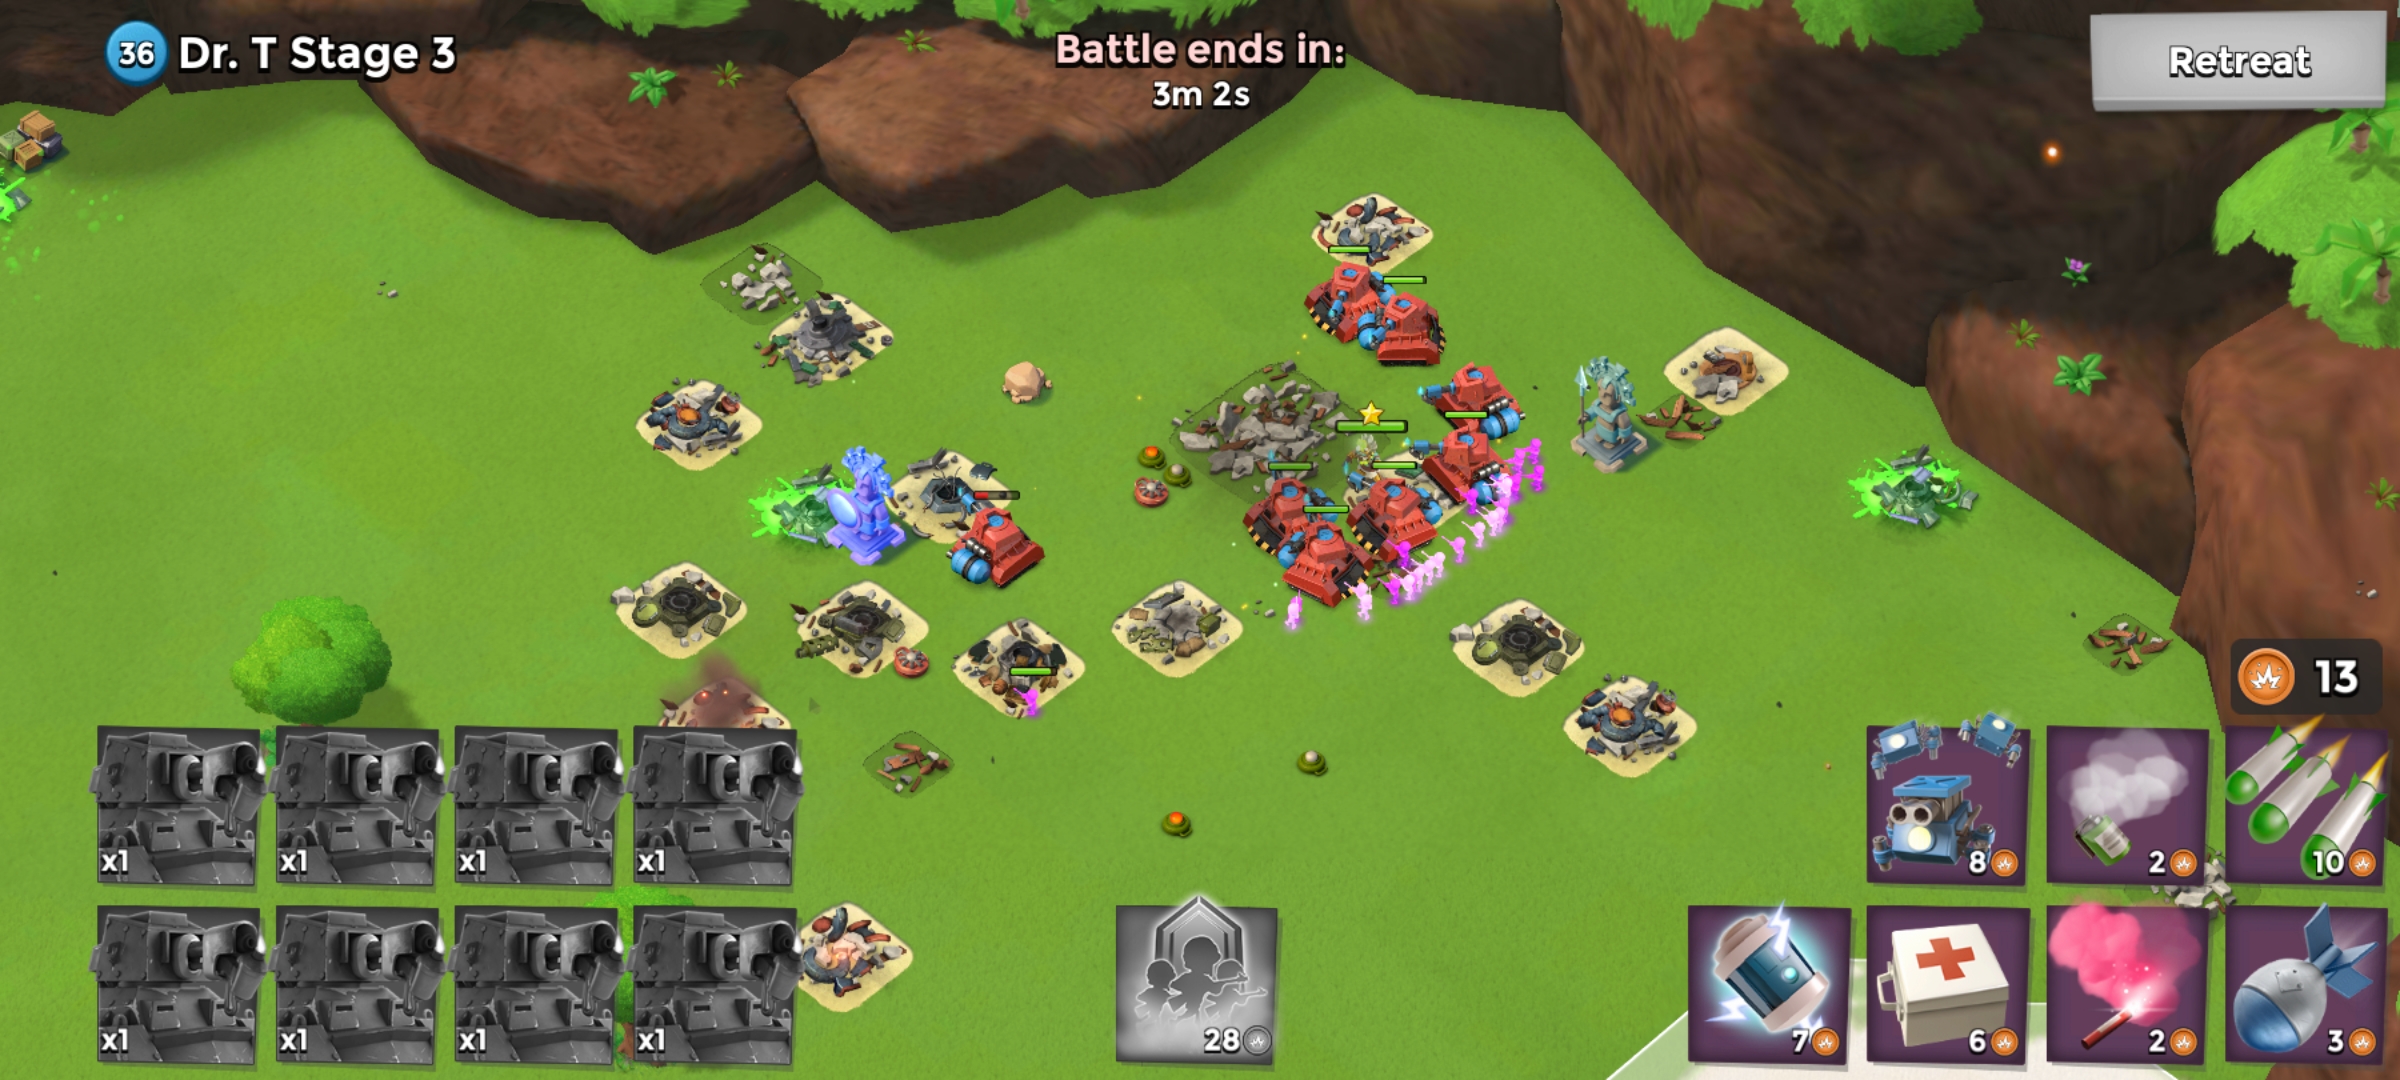 36 Dr. T Stage 3
Battle ends in:
3m 2s
Retreat
13
x1 x1 x1 x1
8 2 10
x1 x1 x1 x1
28
7 6 2 3